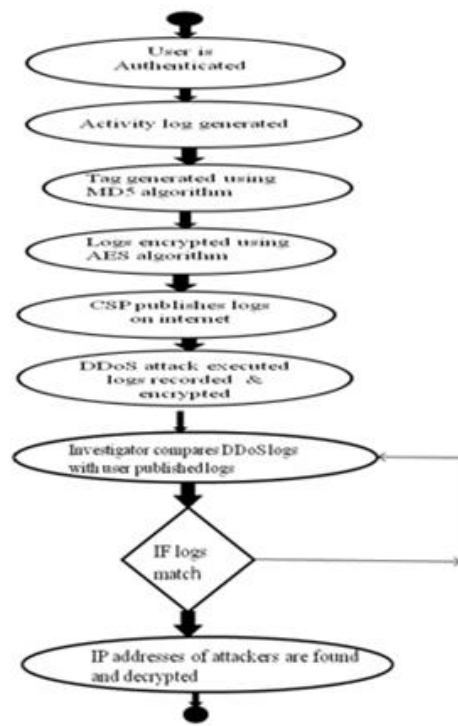 User is
Authenticated
Activity log generated
Tag generated using
MD5 algorithm
Logs encrypted using
AES algorithm
CSP publishes logs
on internet
DDoS attack executed
logs recorded &
encrypted
Investigator compares DDoS logs
with user published logs
IF logs
match
IP addresses of attackers are found
and decrypted